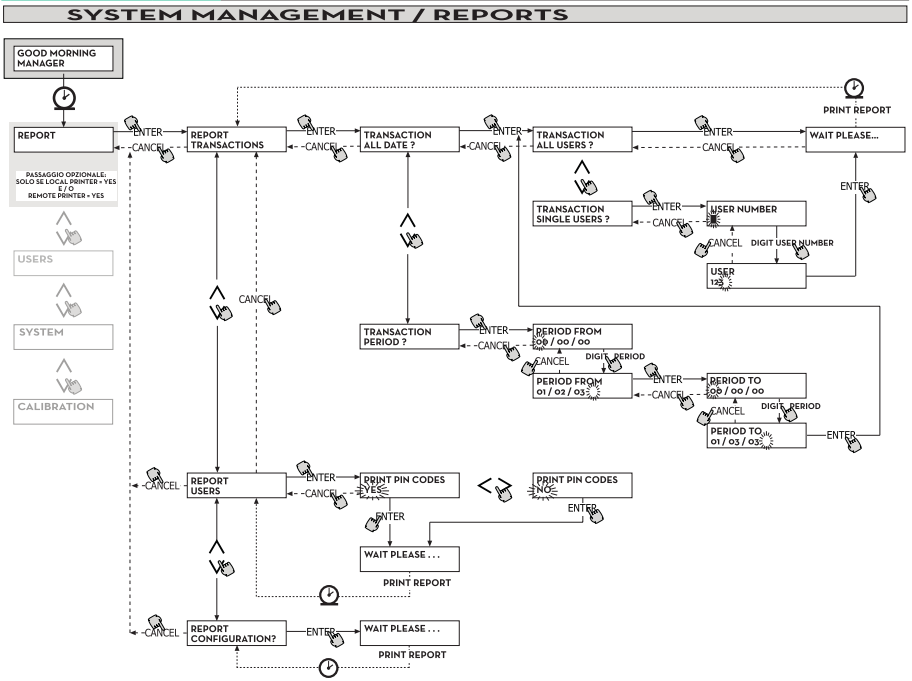 SYSTEM MANAGEMENT / REPORTS
GOOD MORNING
MANAGER
PRINT REPORT
REPORT
ENTER
CANCEL
REPORT
TRANSACTIONS
ENTER
CANCEL
TRANSACTION
ALL DATE ?
ENTER
CANCEL
TRANSACTION
ALL USERS ?
ENTER
CANCEL
WAIT PLEASE...
PASSAGGIO OPZIONALE:
SOLO SE LOCAL PRINTER = YES
E / O
REMOTE PRINTER = YES
ENTER
TRANSACTION
SINGLE USERS ?
ENTER
CANCEL
USER NUMBER
CANCEL
DIGIT USER NUMBER
USER
123
USERS
CANCEL
SYSTEM
TRANSACTION
PERIOD ?
ENTER
CANCEL
PERIOD FROM
00 / 00 / 00
CANCEL
DIGIT PERIOD
PERIOD FROM
01 / 02 / 03
ENTER
CANCEL
PERIOD TO
00 / 00 / 00
CANCEL
DIGIT PERIOD
PERIOD TO
01 / 03 / 03
ENTER
CALIBRATION
CANCEL
REPORT
USERS
ENTER
CANCEL
PRINT PIN CODES
YES
< >
PRINT PIN CODES
NO
ENTER
ENTER
WAIT PLEASE . . .
PRINT REPORT
CANCEL
REPORT
CONFIGURATION?
ENTER
WAIT PLEASE . . .
PRINT REPORT